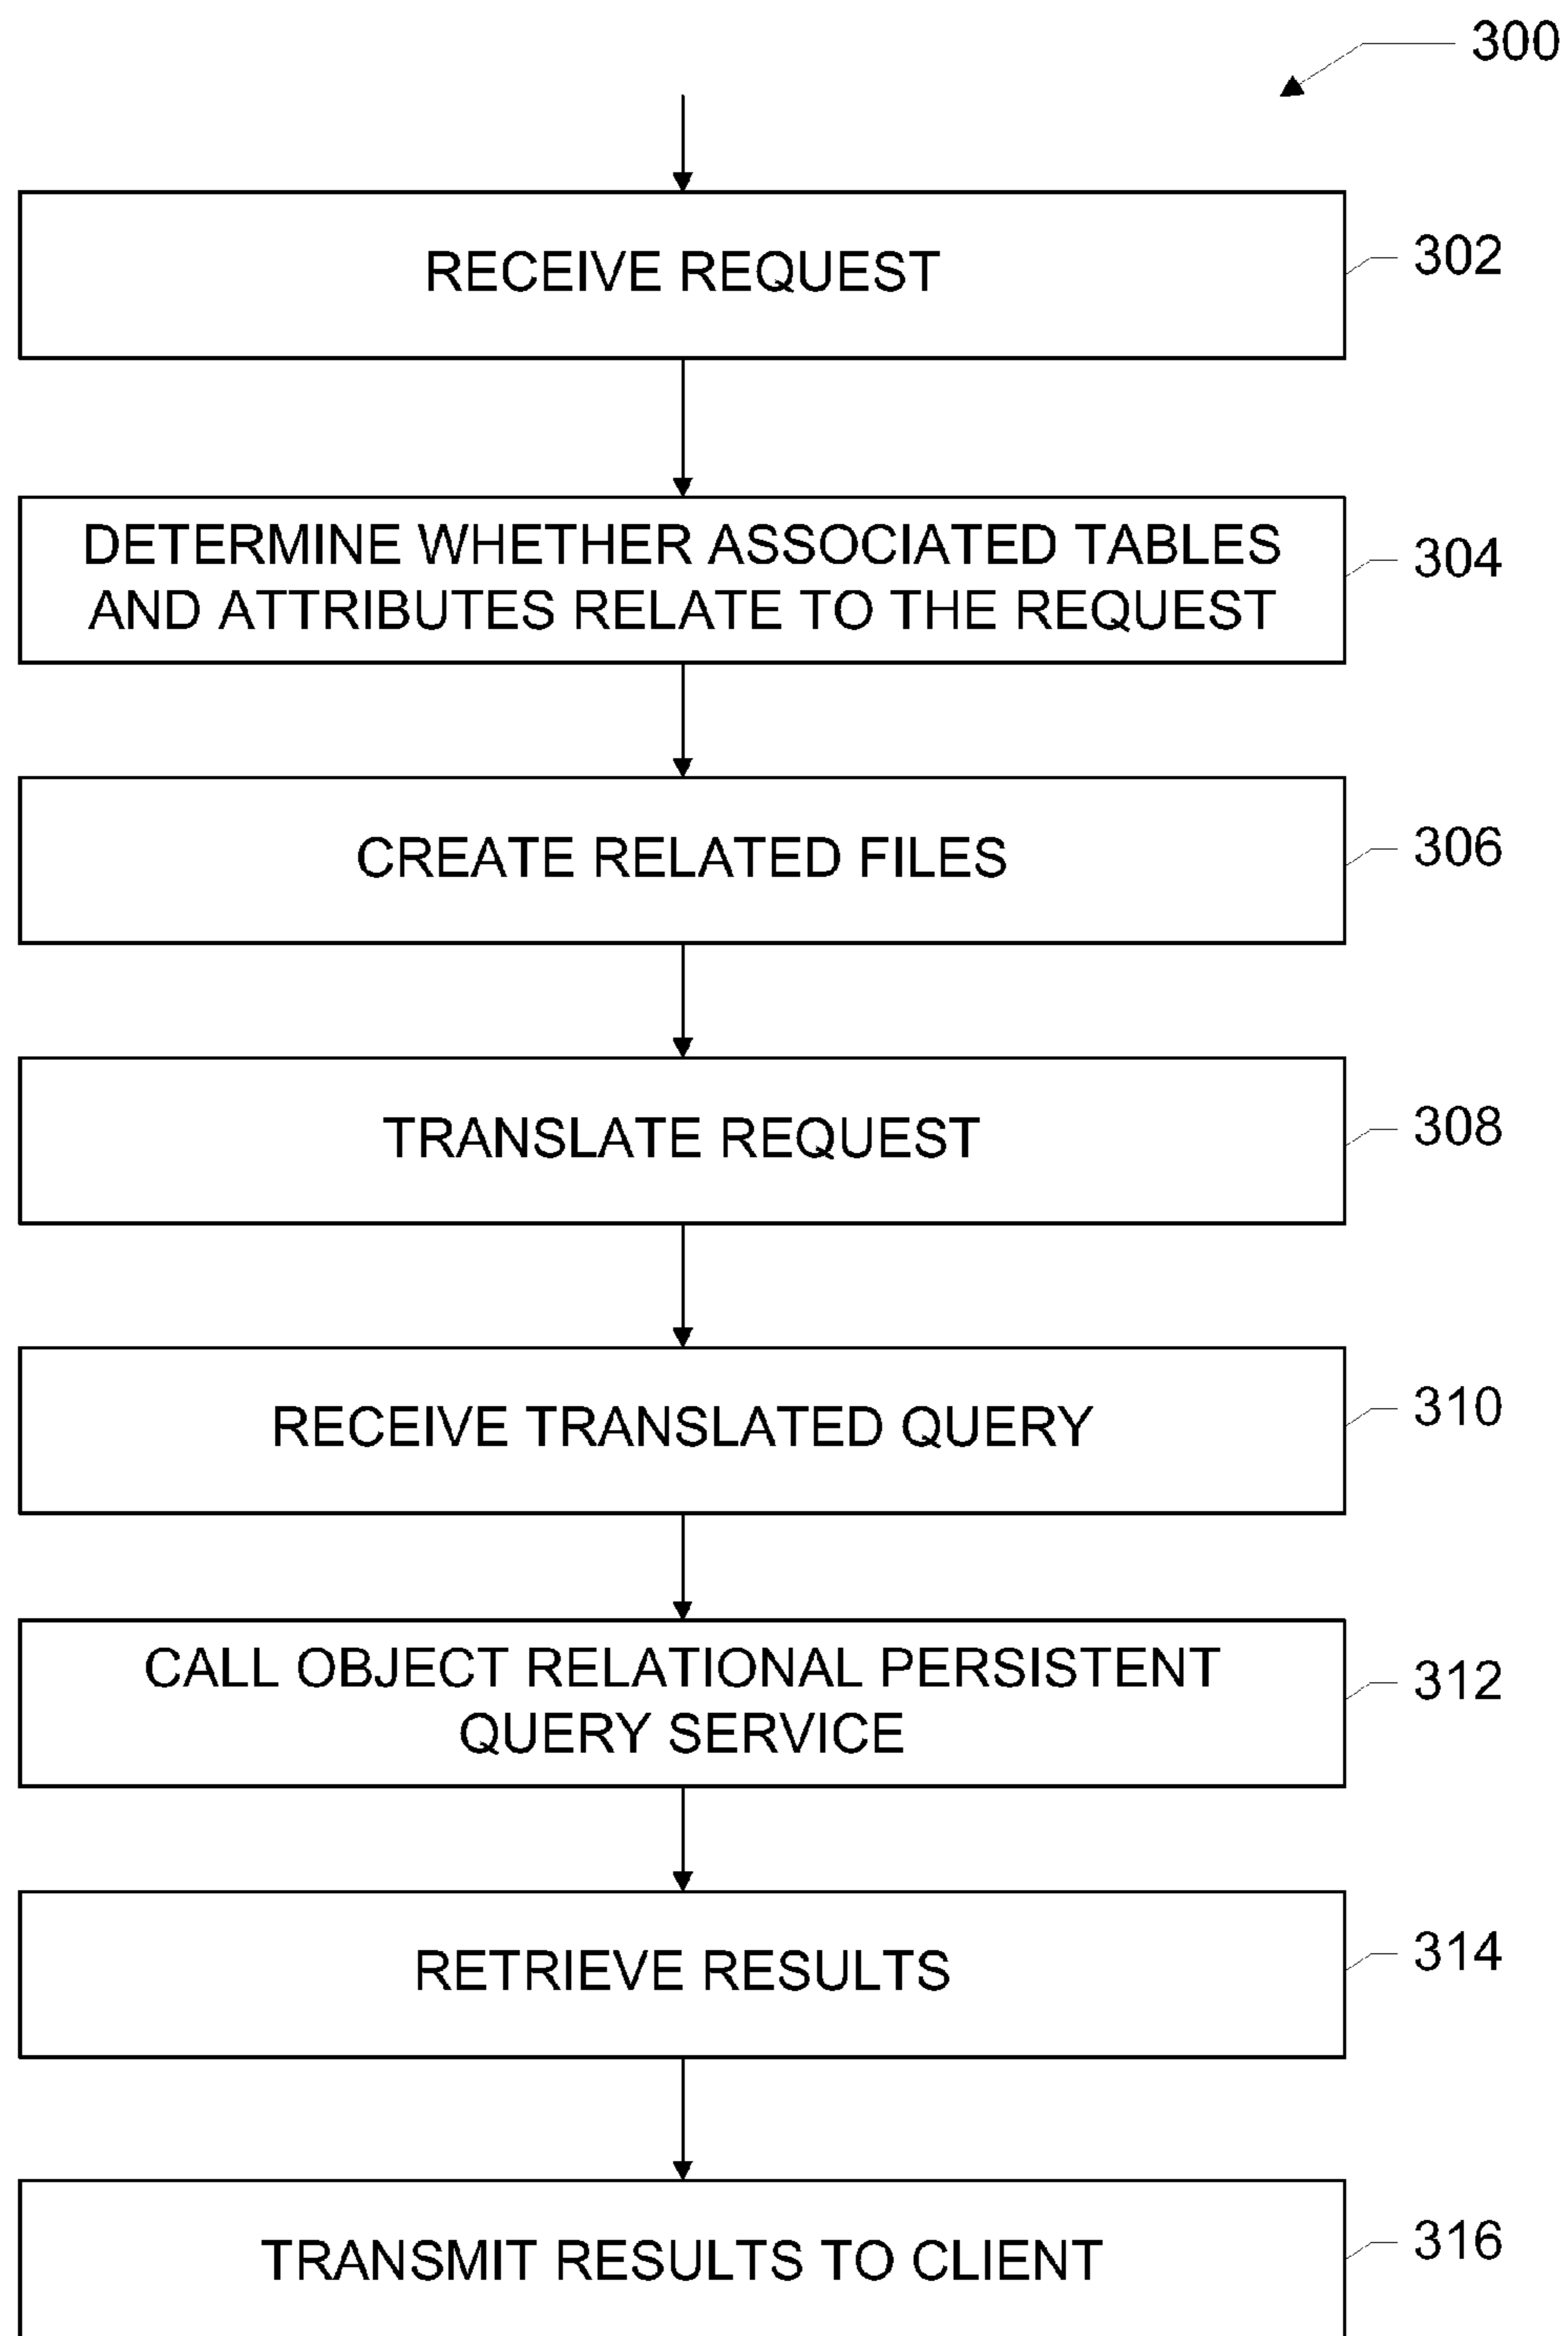 300
RECEIVE REQUEST
302
DETERMINE WHETHER ASSOCIATED TABLES
AND ATTRIBUTES RELATE TO THE REQUEST
304
CREATE RELATED FILES
306
TRANSLATE REQUEST
308
RECEIVE TRANSLATED QUERY
310
CALL OBJECT RELATIONAL PERSISTENT
QUERY SERVICE
312
RETRIEVE RESULTS
314
TRANSMIT RESULTS TO CLIENT
316